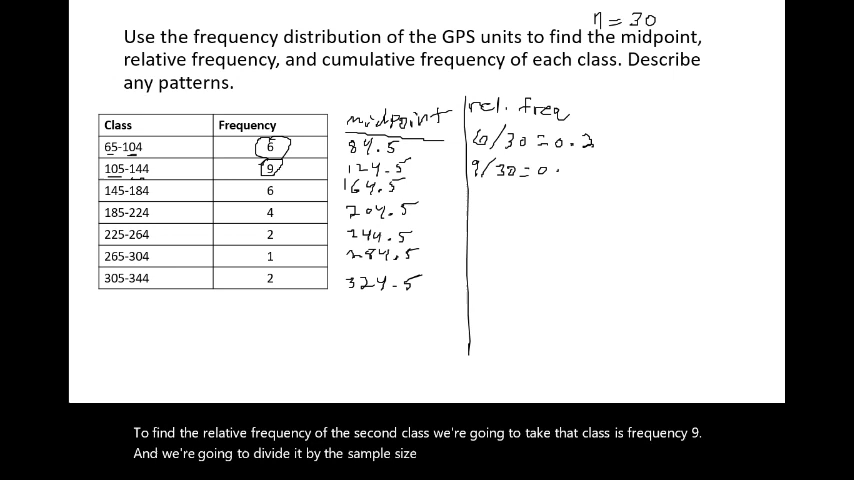 η = 30
Use the frequency distribution of the GPS units to find the midpoint,
relative frequency, and cumulative frequency of each class. Describe
any patterns.
Class Frequency midpoint rel. freq
65-104 6 84.5 6/30 = 0.2
105-144 9 124.5 9/30 = 0.
145-184 6 164.5
185-224 4 204.5
225-264 2 244.5
265-304 1 284.5
305-344 2 324.5
To find the relative frequency of the second class we're going to take that class is frequency 9.
And we're going to divide it by the sample size